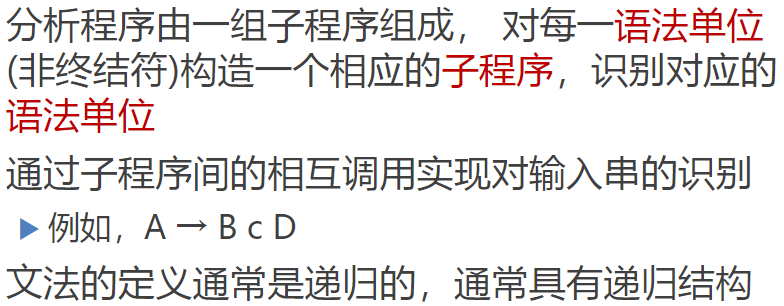 分析程序由一组子程序组成， 对每一语法单位
(非终结符)构造一个相应的子程序，识别对应的
语法单位
通过子程序间的相互调用实现对输入串的识别
▶ 例如，A → B c D
文法的定义通常是递归的，通常具有递归结构